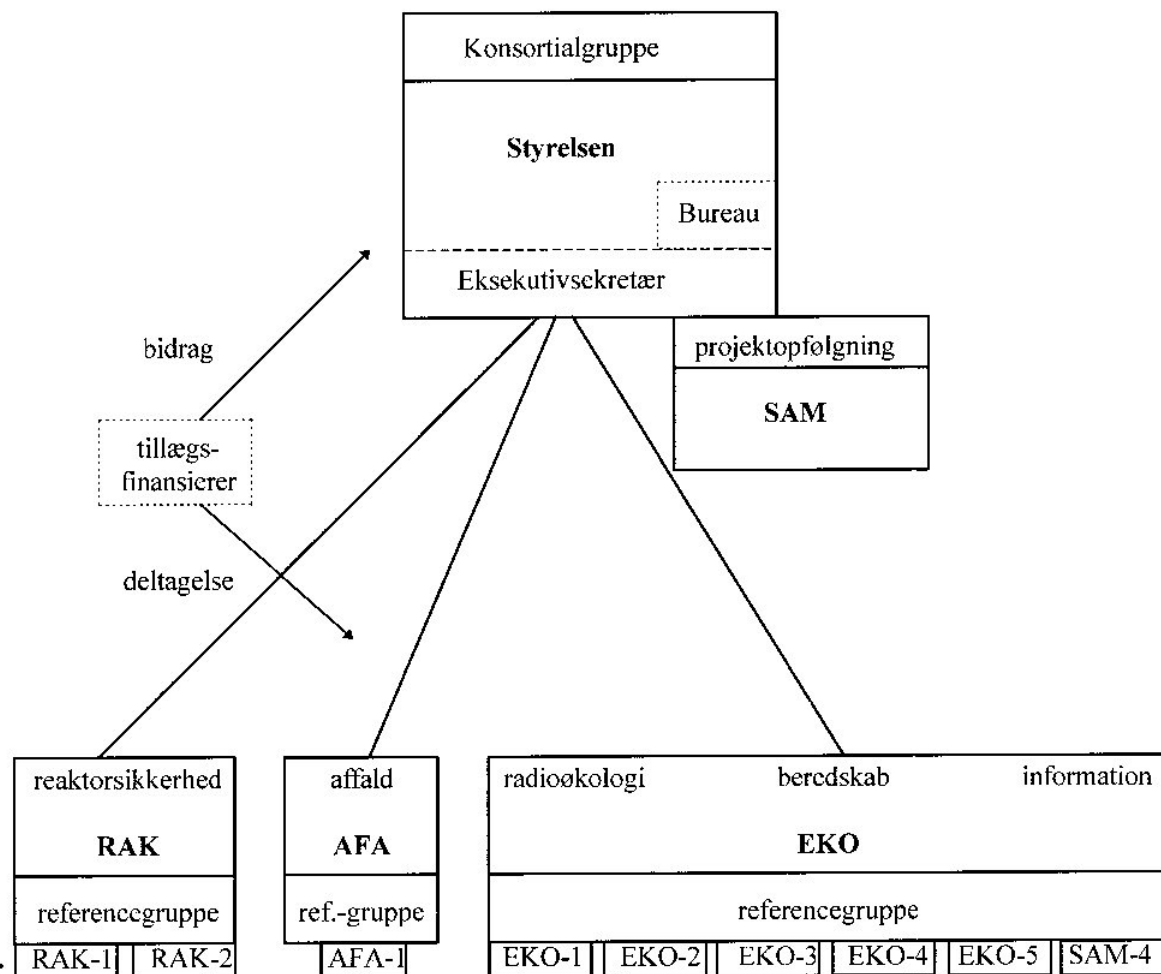 Konsortialgruppe
Styrelsen
Bureau
Eksekutivsekretær
projektopfølgning
SAM
bidrag
tillægs-
finansierer
deltagelse
reaktorsikkerhed
RAK
referencegruppe
RAK-1 RAK-2
affald
AFA
ref.-gruppe
AFA-1
radioøkologi beredskab information
EKO
referencegruppe
EKO-1 EKO-2 EKO-3 EKO-4 EKO-5 SAM-4